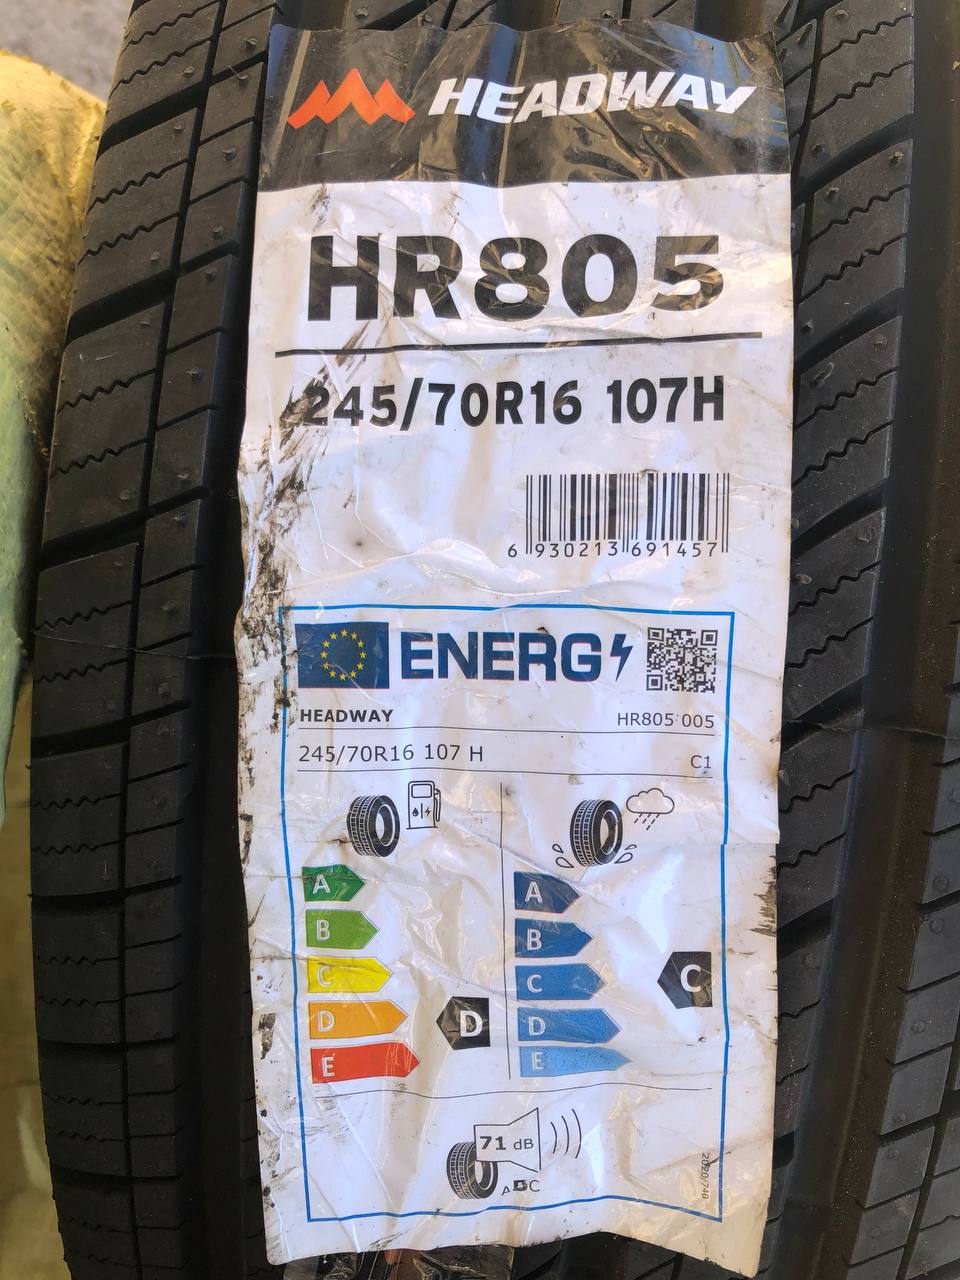 HEADWAY
HR805
245/70R16 107H
6 930213 691457
ENERG
HEADWAY HR805 005
245/70R16 107 H C1
A A
B B
C C C
D D D
E E
71 dB
ABC
2020/740